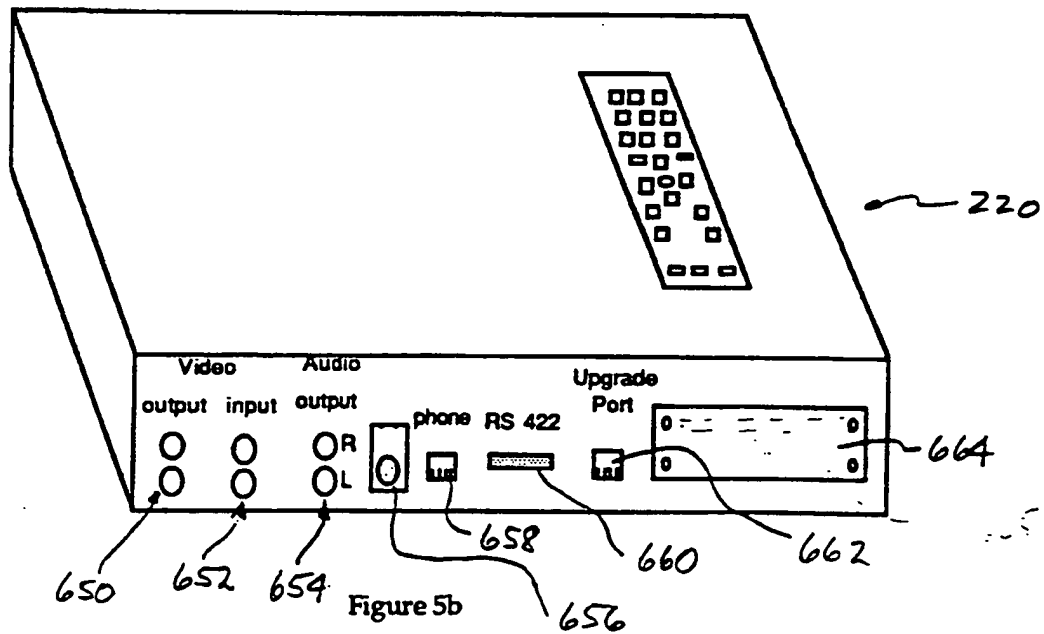 220
Video Audio
Upgrade
output input output Port
phone RS 422
R
L
664
658
660
662
650
652
654
656
Figure 5b